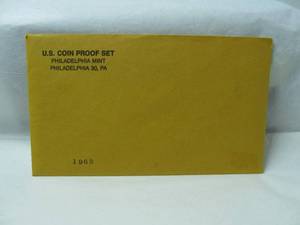 U.S. COIN PROOF SET
PHILADELPHIA MINT
PHILADELPHIA 30, PA
1963